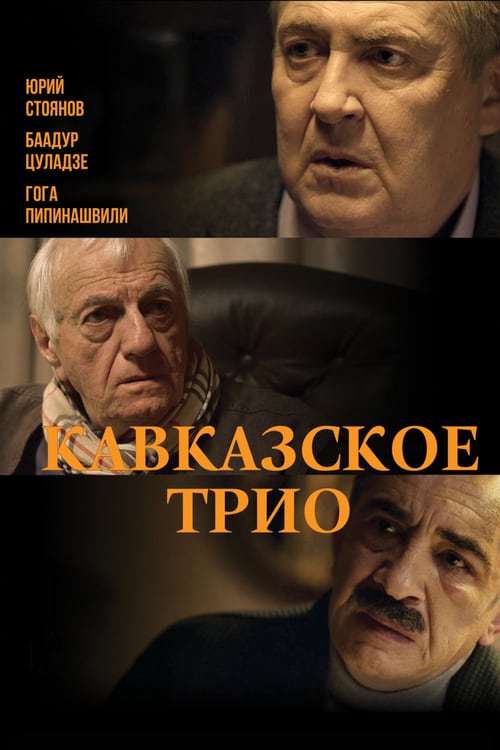 ЮРИЙ
СТОЯНОВ
БААДУР
ЦУЛАДЗЕ
ГОГА
ПИПИНАШВИЛИ
КАВКАЗСКОЕ
ТРИО